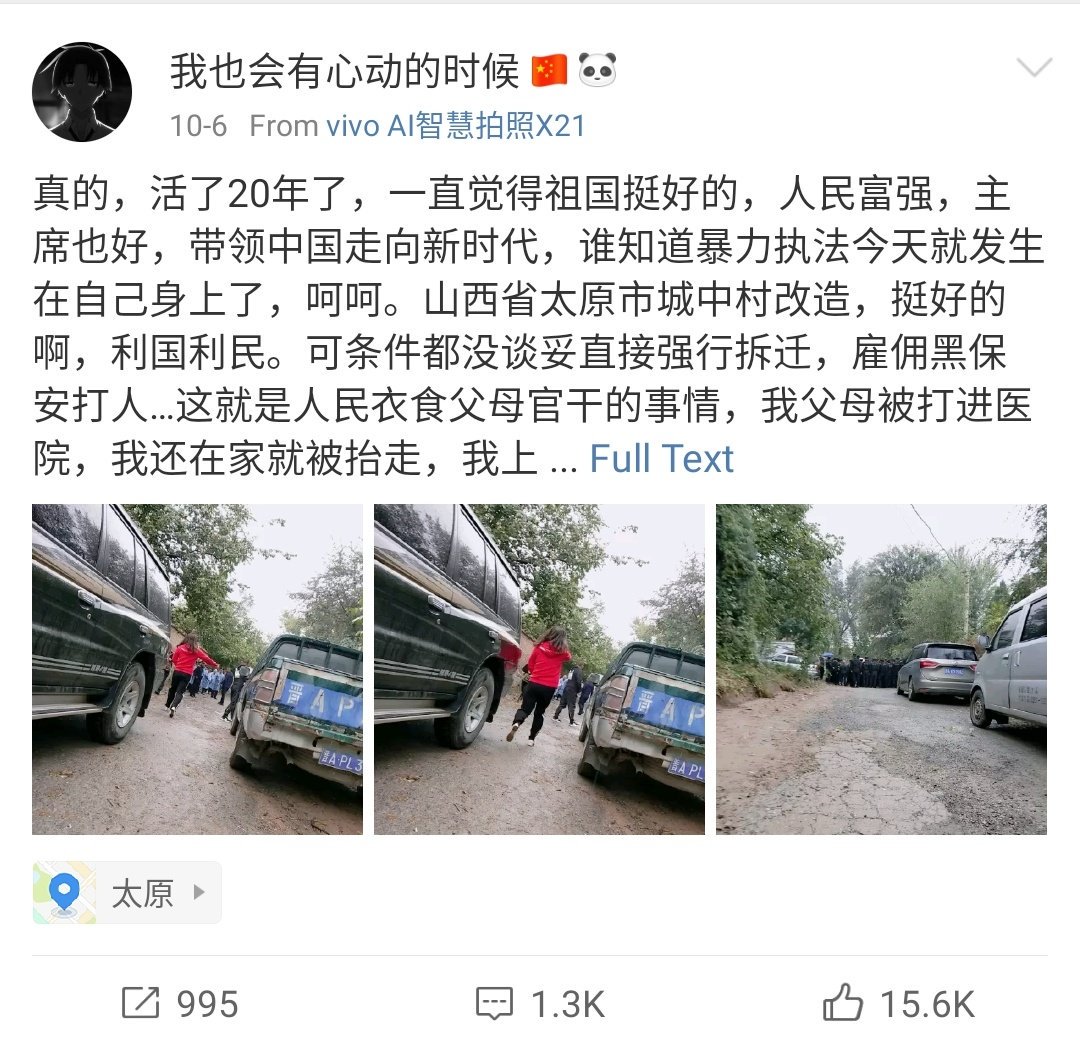 我也会有心动的时候
10-6 From vivo AI智慧拍照X21
真的，活了20年了，一直觉得祖国挺好的，人民富强，主
席也好，带领中国走向新时代，谁知道暴力执法今天就发生
在自己身上了，呵呵。山西省太原市城中村改造，挺好的
啊，利国利民。可条件都没谈妥直接强行拆迁，雇佣黑保
安打人...这就是人民衣食父母官干的事情，我父母被打进医
院，我还在家就被抬走，我上 ... Full Text
晋AP
晋A PL3
晋AP
晋A PL
太原
995
1.3K
15.6K